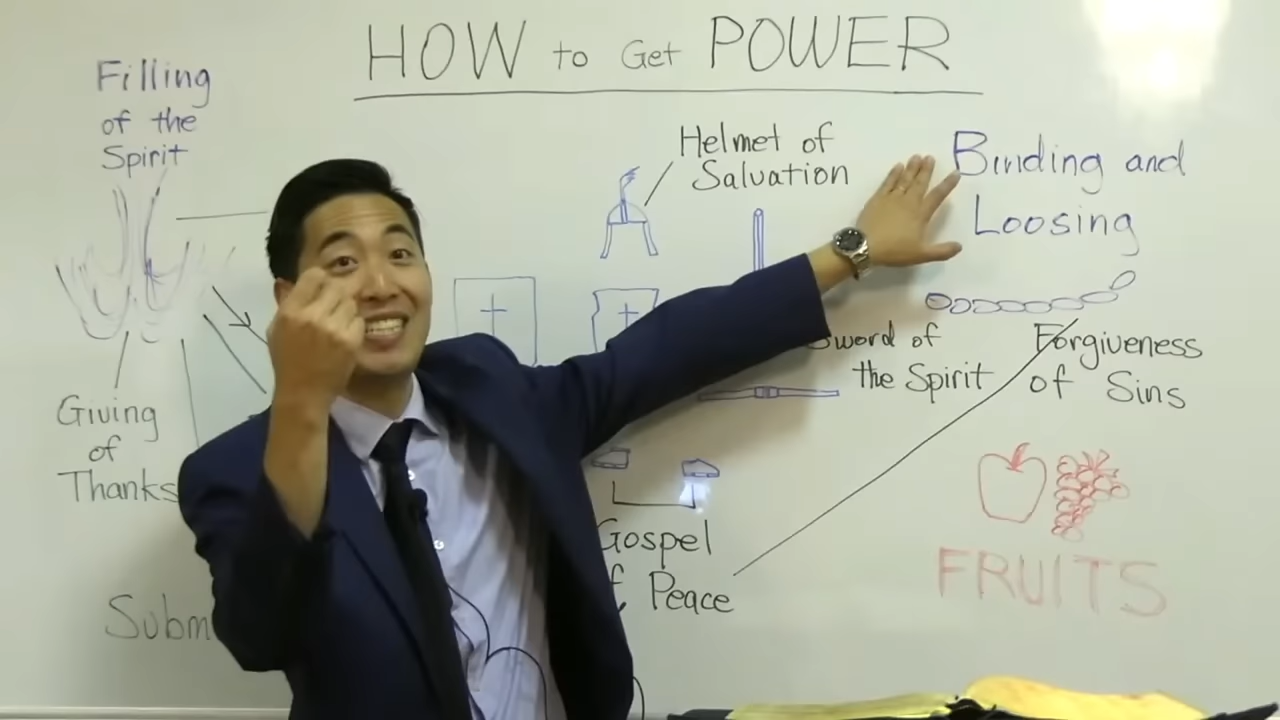 HOW to Get POWER
Filling
of the
Spirit
Helmet of
Salvation
Binding and
Loosing
Sword of
the Spirit
Forgiveness
of Sins
Giving
of
Thanks
Gospel
Peace
FRUITS